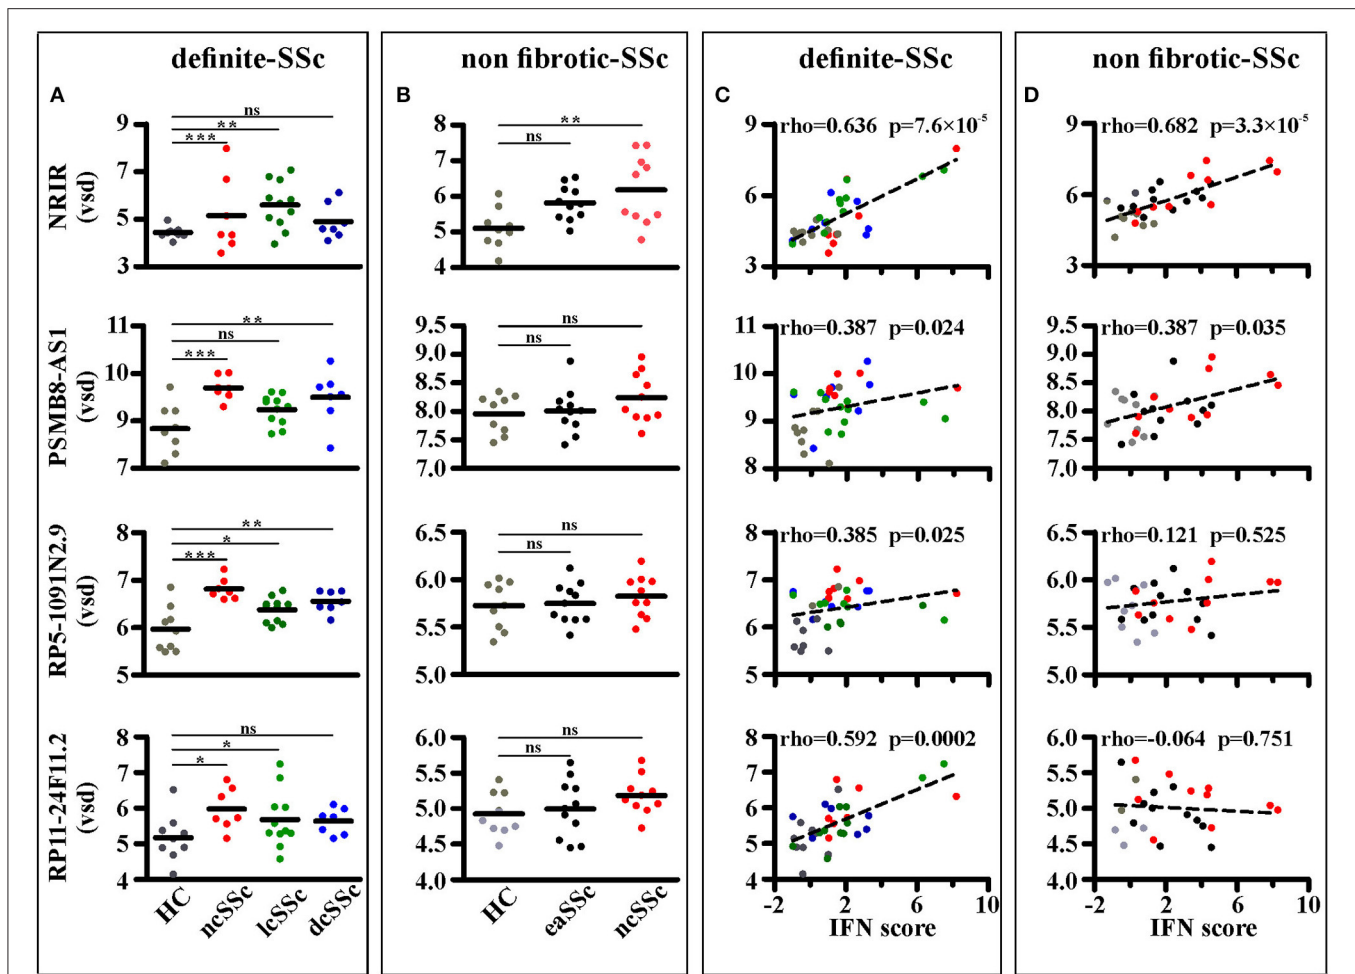 definite-SSc
non fibrotic-SSc
definite-SSc
non fibrotic-SSc
A
B
C
D
NRIR
(vsd)
9
7
5
3
ns
**
***
8
7
6
5
4
**
ns
9
6
3
rho=0.636 p=7.6×10-5
9
6
3
rho=0.682 p=3.3×10-5
PSMB8-AS1
(vsd)
11
10
9
7
**
ns
***
9.5
9.0
8.5
8.0
7.5
7.0
ns
ns
11
10
9
8
rho=0.387 p=0.024
9.5
9.0
8.5
8.0
7.5
7.0
rho=0.387 p=0.035
RP5-1091N2.9
(vsd)
8
7
6
5
**
*
***
6.5
6.0
5.5
5.0
ns
ns
8
7
6
5
rho=0.385 p=0.025
6.5
6.0
5.5
5.0
rho=0.121 p=0.525
RP11-24F11.2
(vsd)
8
7
6
5
4
ns
*
*
6.0
5.5
5.0
4.5
4.0
ns
ns
8
7
6
5
4
rho=0.592 p=0.0002
6.0
5.5
5.0
4.5
4.0
rho=-0.064 p=0.751
HC
ncSSc
lcSSc
dcSSc
HC
eaSSc
ncSSc
-2 2 6 10
IFN score
-2 2 6 10
IFN score